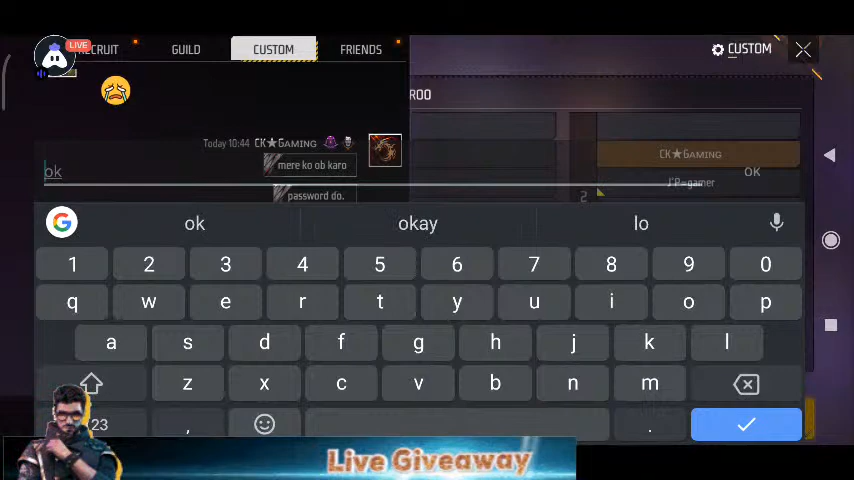 LIVE
RECRUIT GUILD CUSTOM FRIENDS CUSTOM
ROO
Today 10:44 CK★GAMING
mere ko ob karo
password do.
ok
CK★GAMING
OK
2
ok okay lo
1 2 3 4 5 6 7 8 9 0
q w e r t y u i o p
a s d f g h j k l
z x c v b n m
23 , .
Live Giveaway